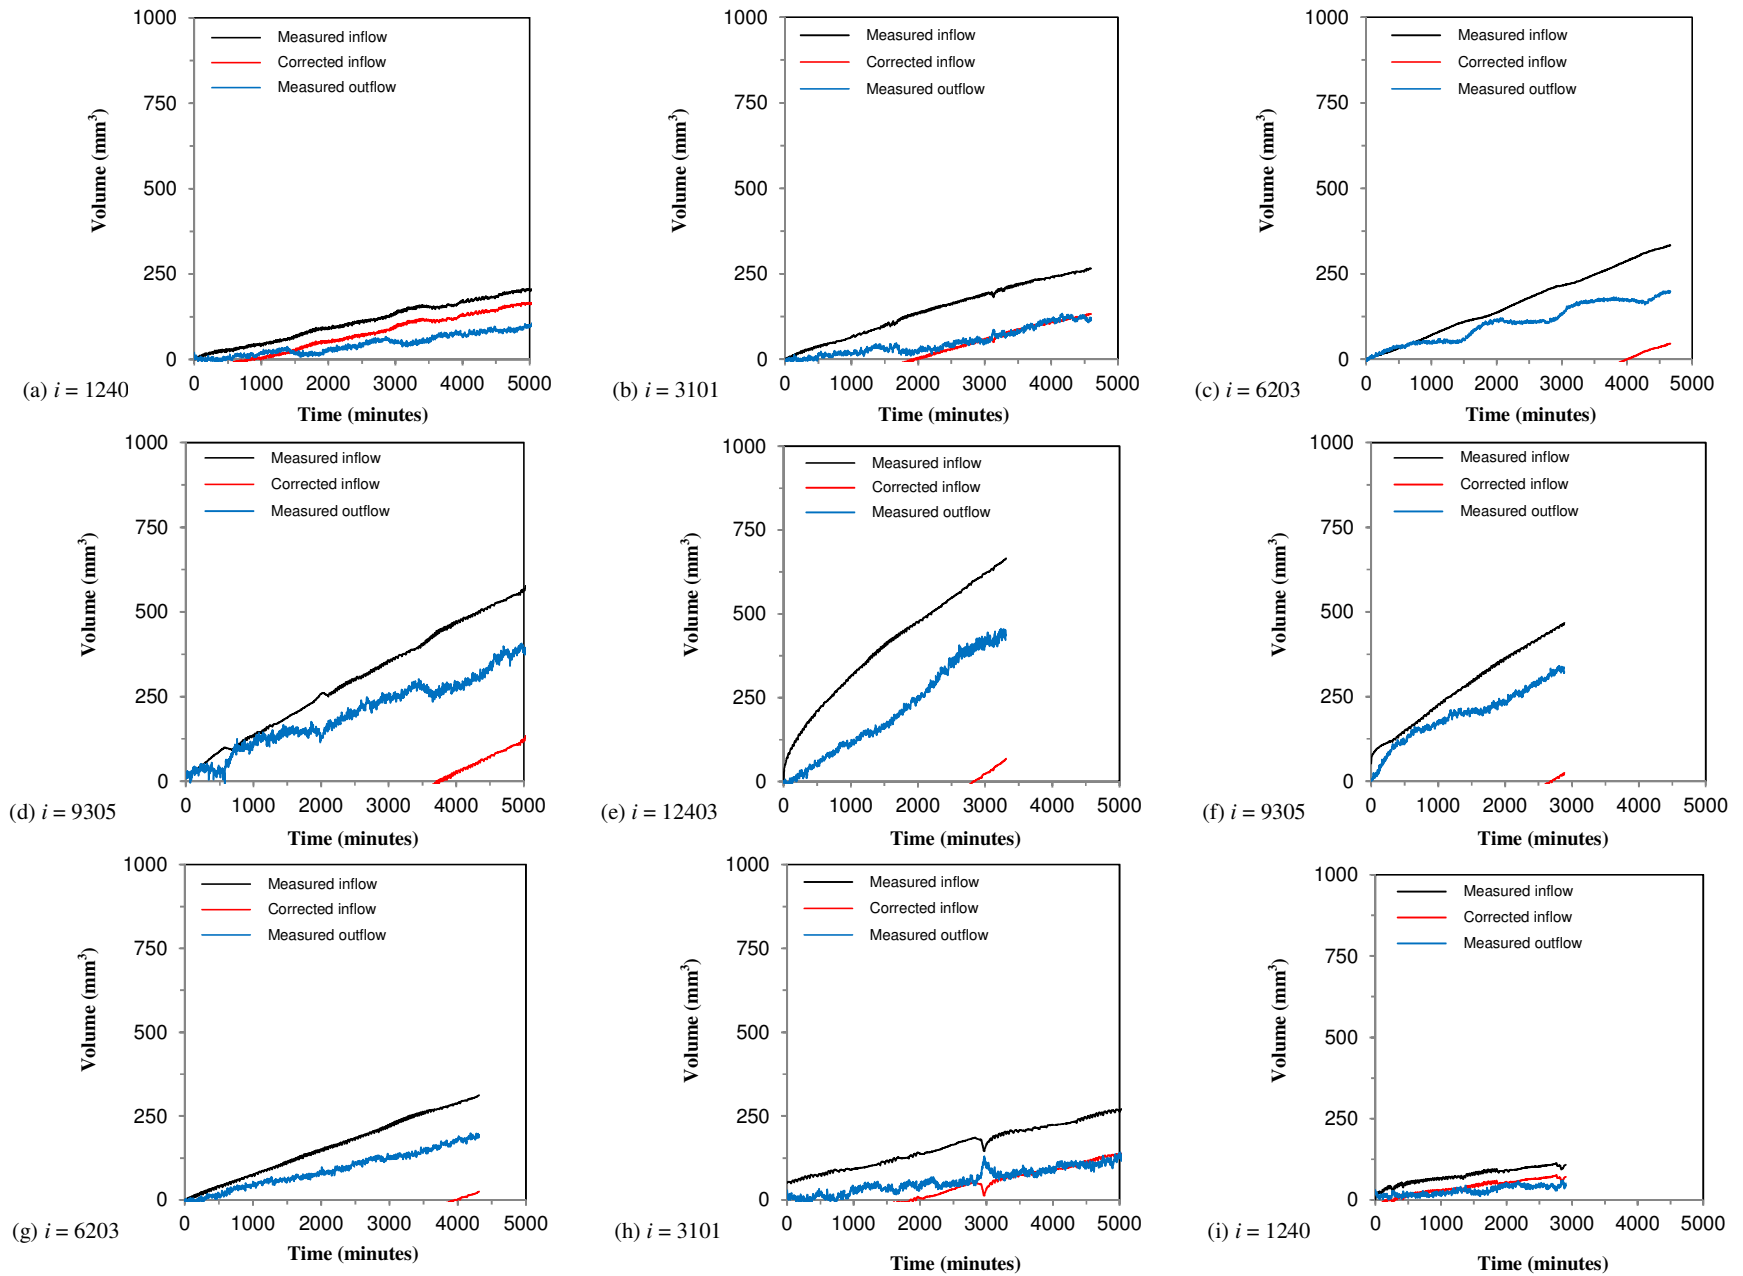 1000
750
500
250
0
Volume (mm³)
Measured inflow
Corrected inflow
Measured outflow
0 1000 2000 3000 4000 5000
Time (minutes)
(a) i = 1240
1000
750
500
250
0
Volume (mm³)
Measured inflow
Corrected inflow
Measured outflow
0 1000 2000 3000 4000 5000
Time (minutes)
(b) i = 3101
1000
750
500
250
0
Volume (mm³)
Measured inflow
Corrected inflow
Measured outflow
0 1000 2000 3000 4000 5000
Time (minutes)
(c) i = 6203
1000
750
500
250
0
Volume (mm³)
Measured inflow
Corrected inflow
Measured outflow
0 1000 2000 3000 4000 5000
Time (minutes)
(d) i = 9305
1000
750
500
250
0
Volume (mm³)
Measured inflow
Corrected inflow
Measured outflow
0 1000 2000 3000 4000 5000
Time (minutes)
(e) i = 12403
1000
750
500
250
0
Volume (mm³)
Measured inflow
Corrected inflow
Measured outflow
0 1000 2000 3000 4000 5000
Time (minutes)
(f) i = 9305
1000
750
500
250
0
Volume (mm³)
Measured inflow
Corrected inflow
Measured outflow
0 1000 2000 3000 4000 5000
Time (minutes)
(g) i = 6203
1000
750
500
250
0
Volume (mm³)
Measured inflow
Corrected inflow
Measured outflow
0 1000 2000 3000 4000 5000
Time (minutes)
(h) i = 3101
1000
750
500
250
0
Volume (mm³)
Measured inflow
Corrected inflow
Measured outflow
0 1000 2000 3000 4000 5000
Time (minutes)
(i) i = 1240